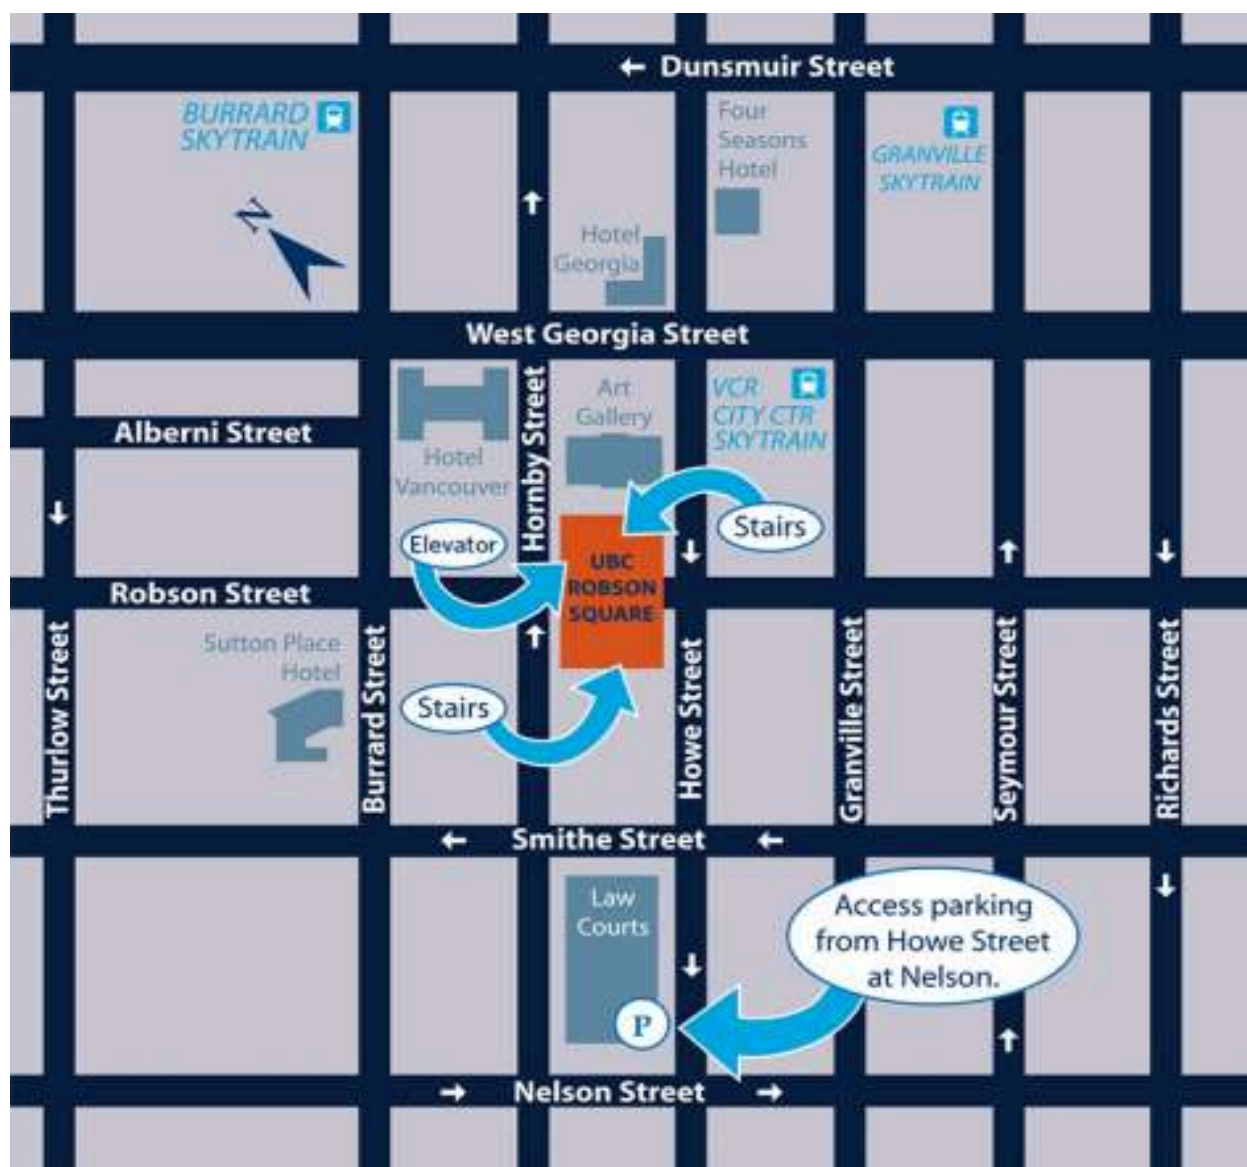 ← Dunsmuir Street
BURRARD
SKYTRAIN
Four
Seasons
Hotel
GRANVILLE
SKYTRAIN
N
Hotel
Georgia
West Georgia Street
Art
Gallery
VCR
CITY CTR
SKYTRAIN
Alberni Street
Hotel
Vancouver
Hornby Street
Stairs
Elevator
UBC
ROBSON
SQUARE
Robson Street
Sutton Place
Hotel
Stairs
Thurlow Street
Burrard Street
Howe Street
Granville Street
Seymour Street
Richards Street
← Smithe Street ←
Law
Courts
Access parking
from Howe Street
at Nelson.
P
→ Nelson Street →